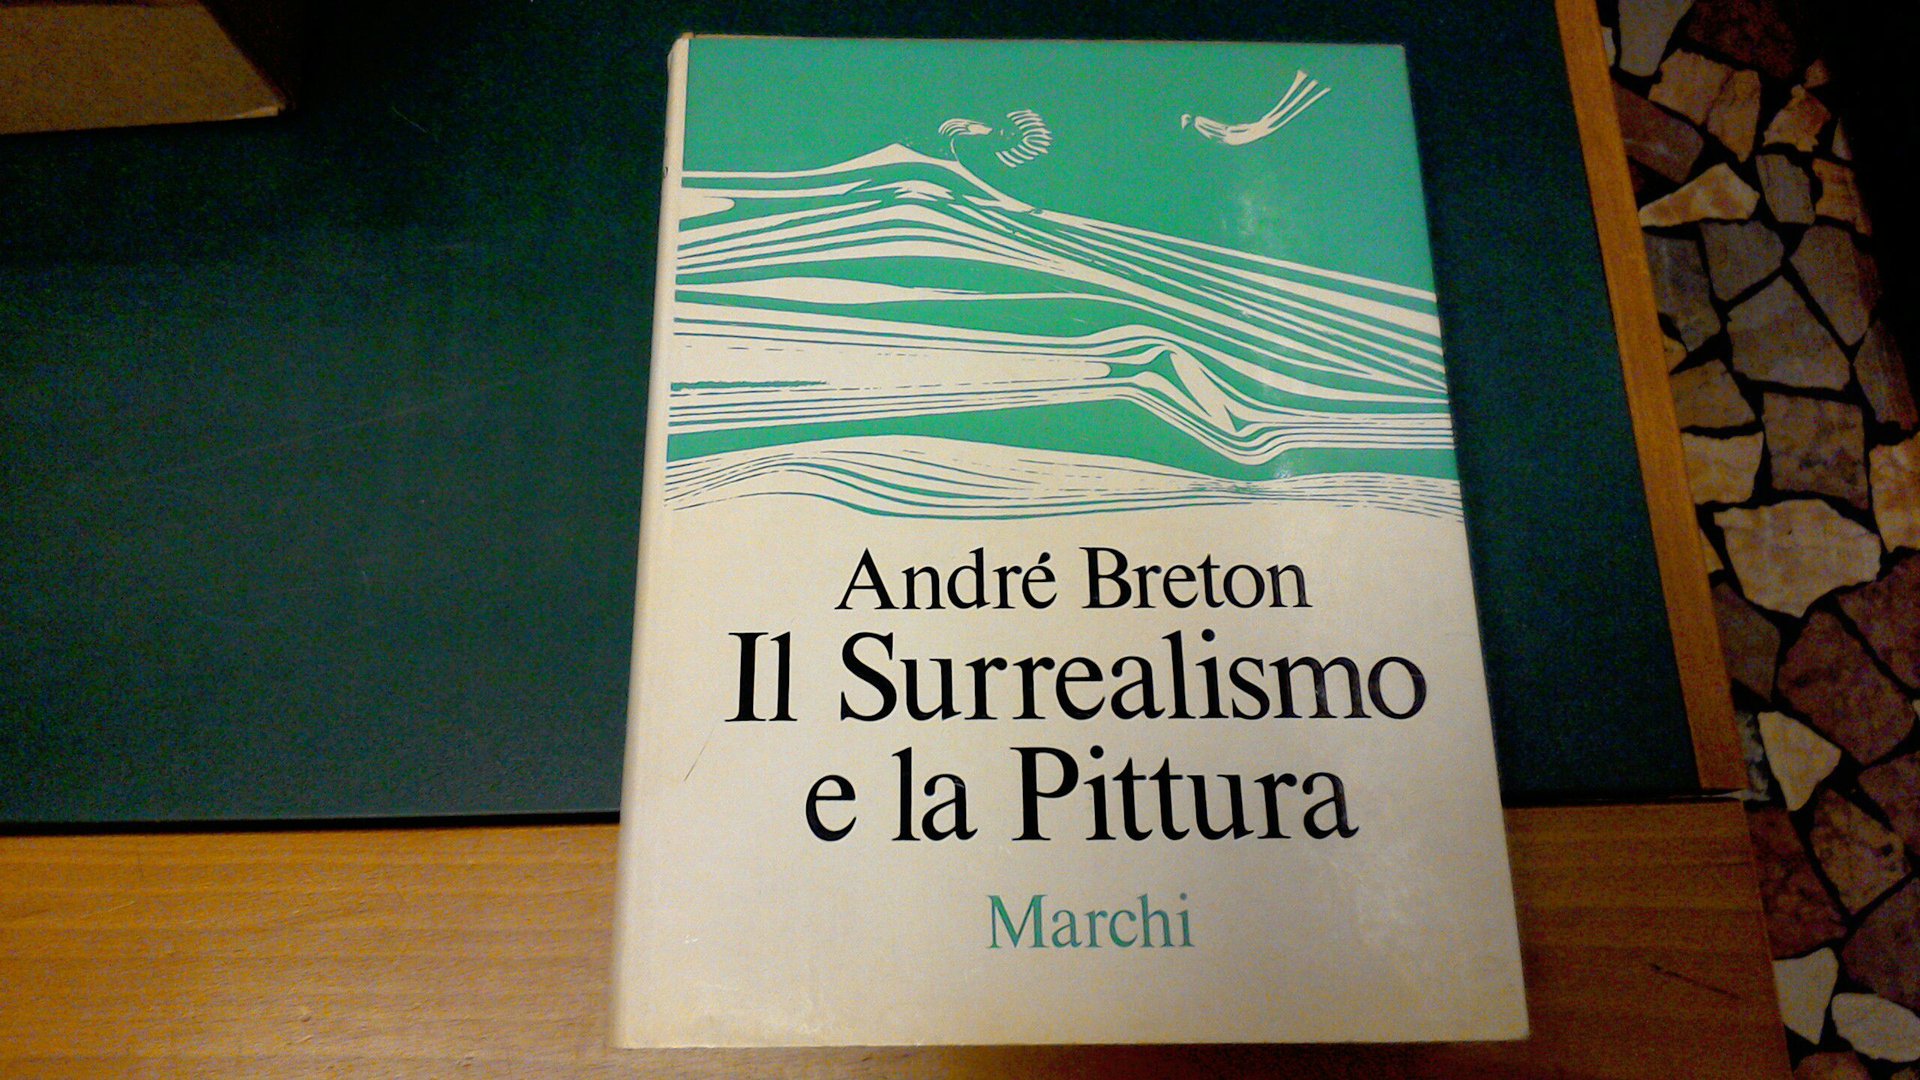 André Breton
Il Surrealismo
e la Pittura
Marchi